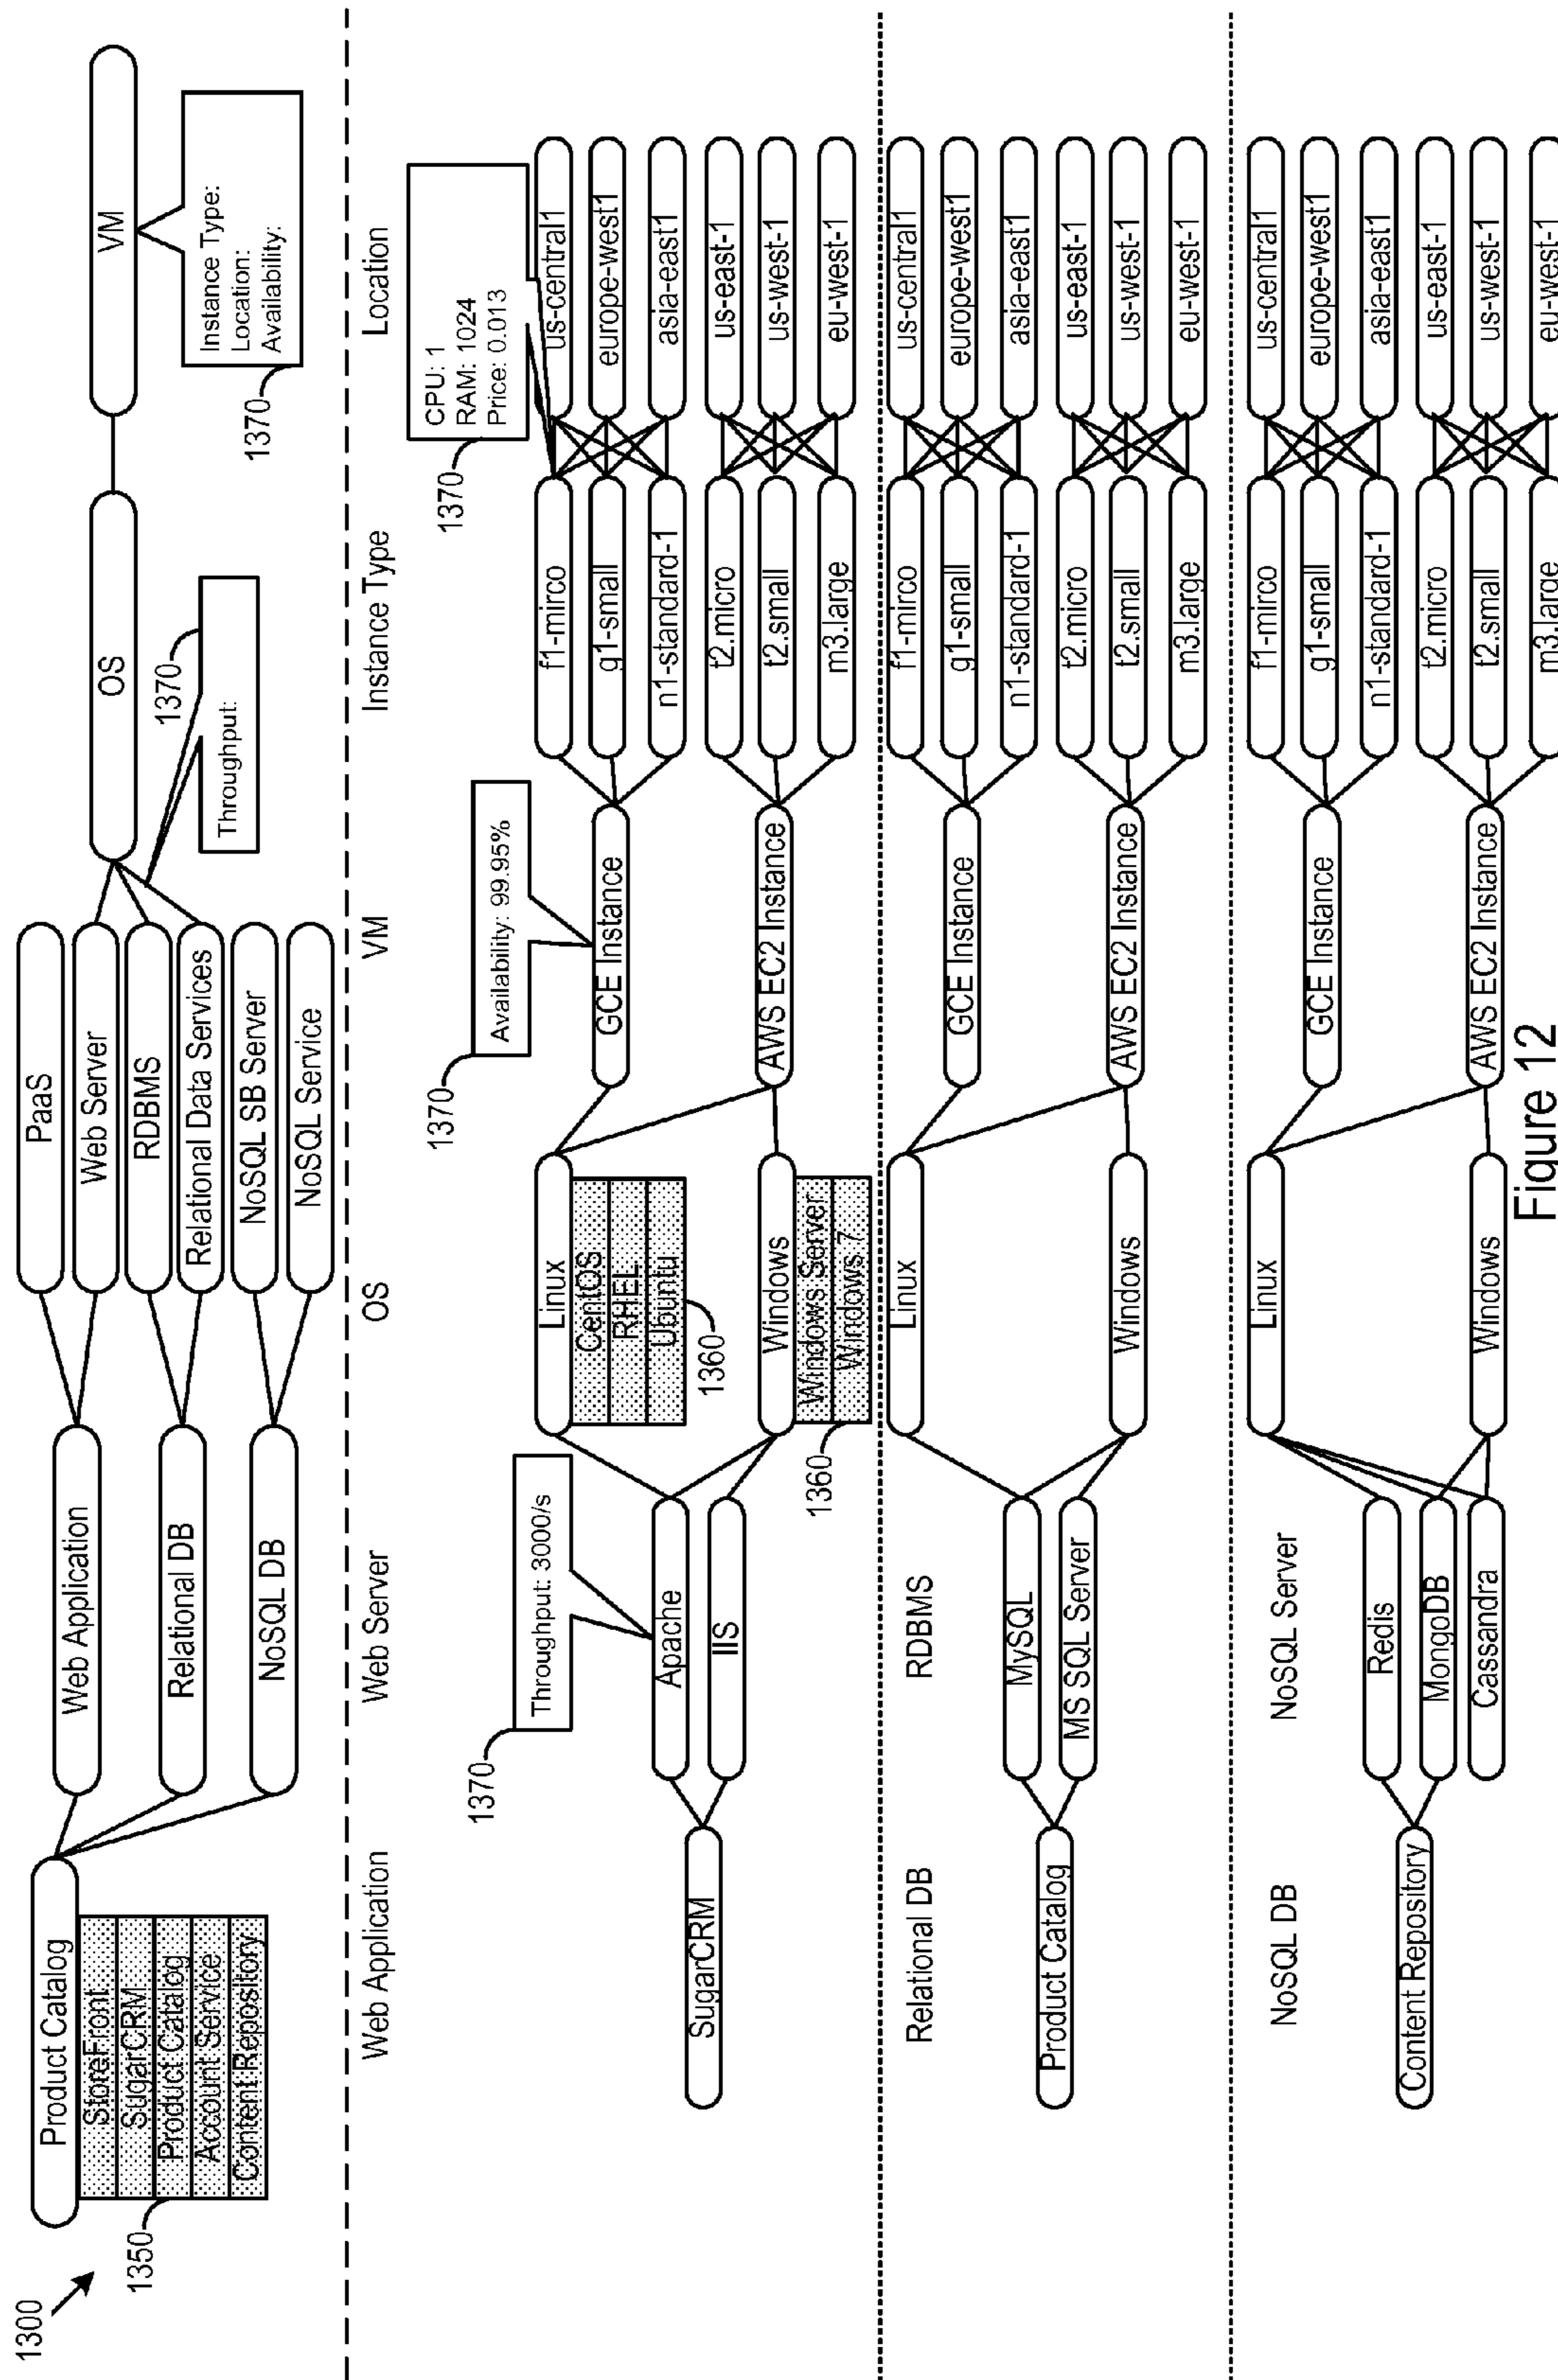 1300
Product Catalog
StoreFront
SugarCRM
Product Catalog
Account Service
Content Repository
1350
Web Application
Relational DB
NoSQL DB
PaaS
Web Server
RDBMS
Relational Data Services
NoSQL SB Server
NoSQL Service
OS
Throughput:
1370
VM
Instance Type:
Location:
Availability:
1370
Web Application
Web Server
OS
VM
Instance Type
Location
SugarCRM
1370
Throughput: 3000/s
Apache
IIS
Linux
CentOS
RHEL
Ubuntu
1360
Windows
Windows Server
Windows 7
1360
1370
Availability: 99.95%
GCE Instance
AWS EC2 Instance
f1-mirco
g1-small
n1-standard-1
t2.micro
t2.small
m3.large
1370
CPU: 1
RAM: 1024
Price: 0.013
us-central1
europe-west1
asia-east1
us-east-1
us-west-1
eu-west-1
Relational DB
RDBMS
Product Catalog
MySQL
MS SQL Server
Linux
Windows
GCE Instance
AWS EC2 Instance
f1-mirco
g1-small
n1-standard-1
t2.micro
t2.small
m3.large
us-central1
europe-west1
asia-east1
us-east-1
us-west-1
eu-west-1
NoSQL DB
NoSQL Server
Content Repository
Redis
MongoDB
Cassandra
Linux
Windows
GCE Instance
AWS EC2 Instance
f1-mirco
g1-small
n1-standard-1
t2.micro
t2.small
m3.large
us-central1
europe-west1
asia-east1
us-east-1
us-west-1
eu-west-1
Figure 12